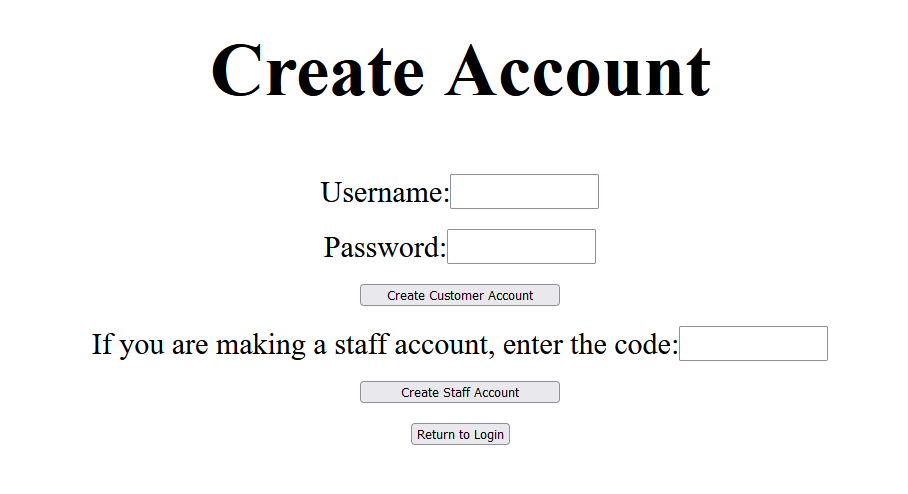 Create Account
Username:
Password:
Create Customer Account
If you are making a staff account, enter the code:
Create Staff Account
Return to Login